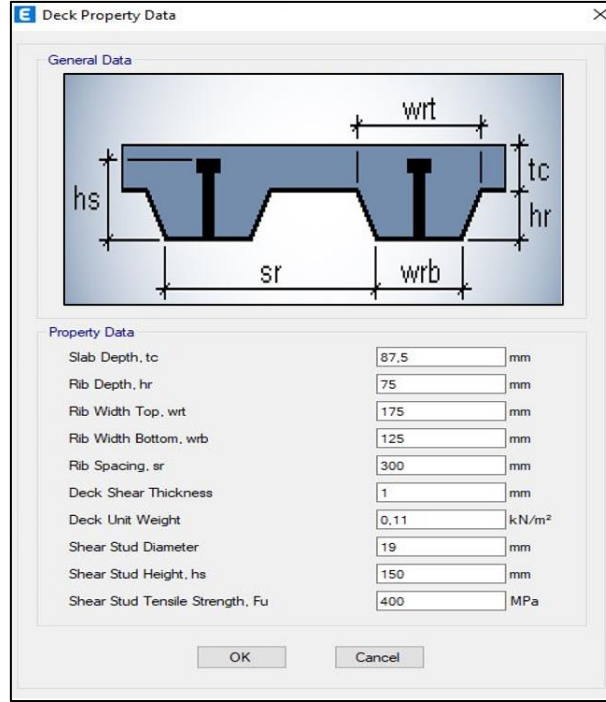 E Deck Property Data
General Data
wrt
tc
hs
hr
sr
wrb
Property Data
Slab Depth, tc 87,5 mm
Rib Depth, hr 75 mm
Rib Width Top, wrt 175 mm
Rib Width Bottom, wrb 125 mm
Rib Spacing, sr 300 mm
Deck Shear Thickness 1 mm
Deck Unit Weight 0,11 kN/m²
Shear Stud Diameter 19 mm
Shear Stud Height, hs 150 mm
Shear Stud Tensile Strength, Fu 400 MPa
OK Cancel